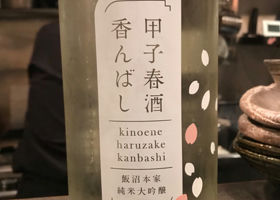 甲子春酒
香んばし
kinoene
haruzake
kanbashi
飯沼本家
純米大吟醸